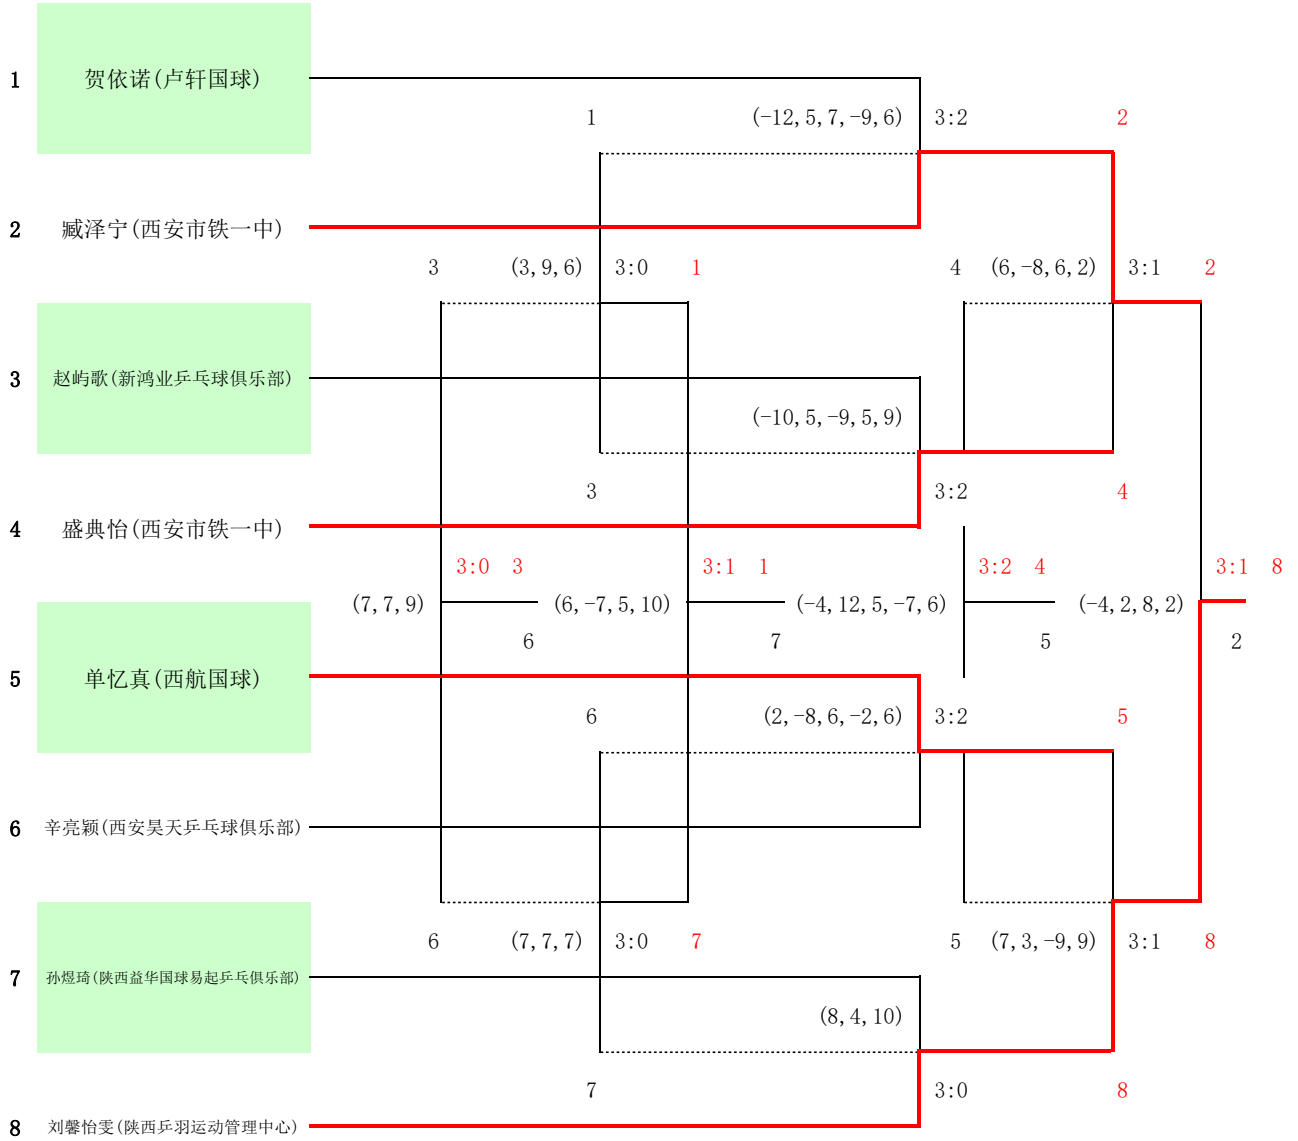 1 贺依诺(卢轩国球)
1 (-12,5,7,-9,6) 3:2 2
2 臧泽宁(西安市铁一中)
3 (3,9,6) 3:0 1 4 (6,-8,6,2) 3:1 2
3 赵屿歌(新鸿业乒乓球俱乐部)
(-10,5,-9,5,9)
3 3:2 4
4 盛典怡(西安市铁一中)
3:0 3 3:1 1 3:2 4 3:1 8
(7,7,9) (6,-7,5,10) (-4,12,5,-7,6) (-4,2,8,2)
6 7 5 2
5 单忆真(西航国球)
6 (2,-8,6,-2,6) 3:2 5
6 辛亮颖(西安昊天乒乓球俱乐部)
6 (7,7,7) 3:0 7 5 (7,3,-9,9) 3:1 8
7 孙煜琦(陕西益华国球易起乒乓俱乐部)
(8,4,10)
7 3:0 8
8 刘馨怡雯(陕西乒羽运动管理中心)